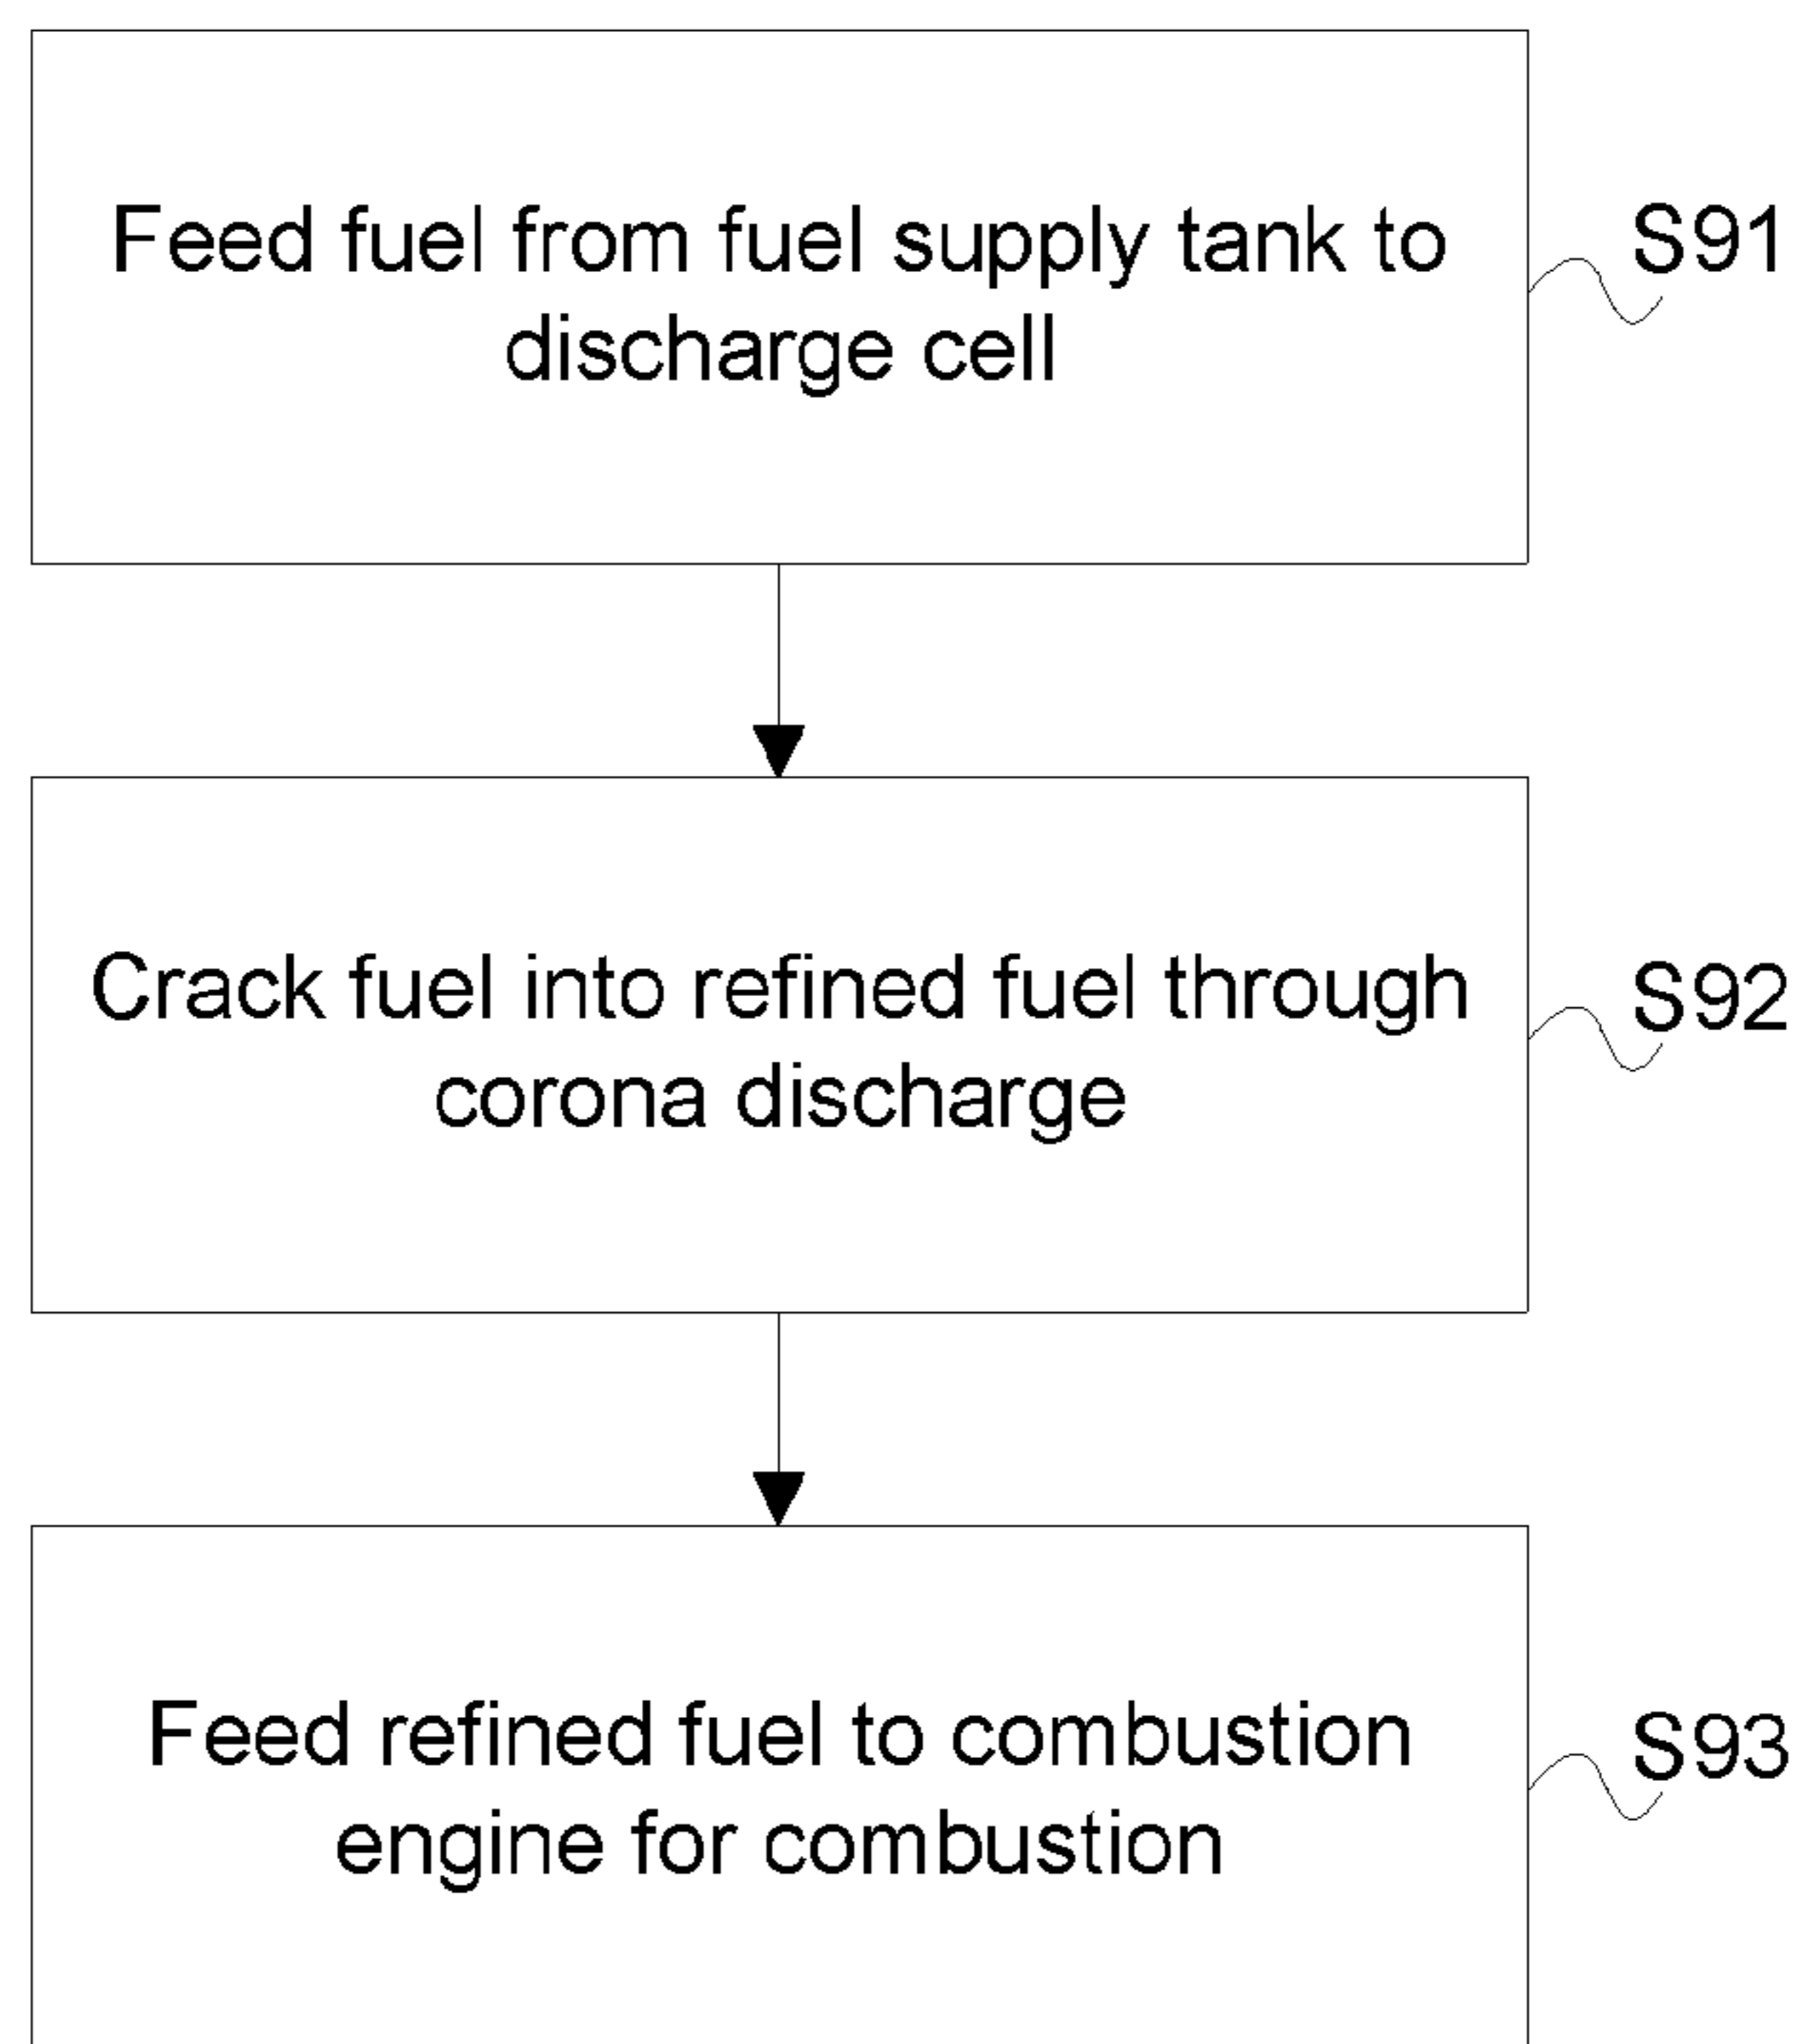 Feed fuel from fuel supply tank to
discharge cell
S91
Crack fuel into refined fuel through
corona discharge
S92
Feed refined fuel to combustion
engine for combustion
S93